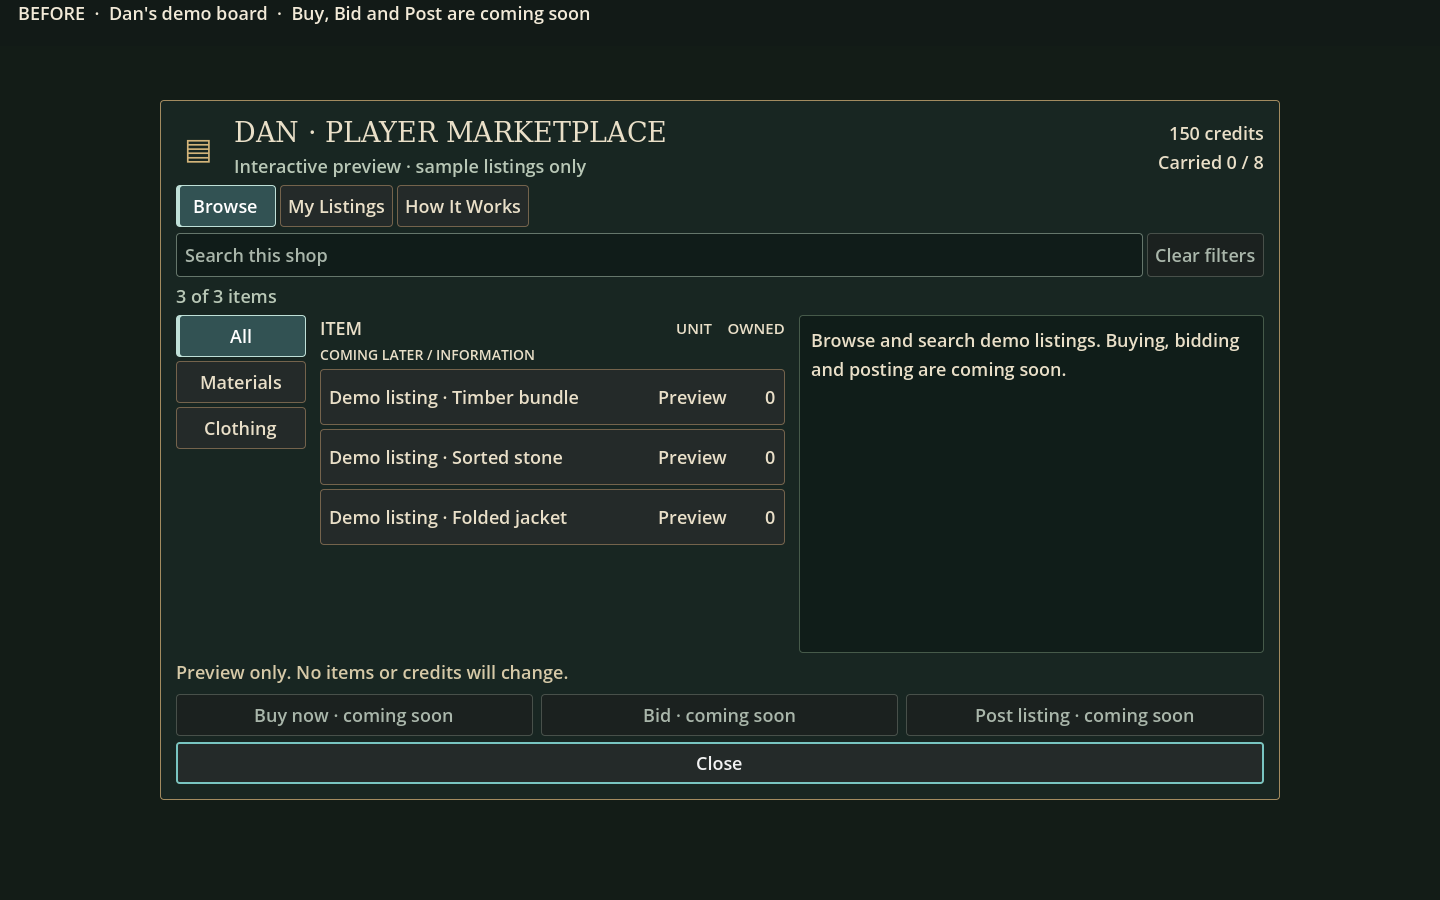 BEFORE · Dan's demo board · Buy, Bid and Post are coming soon
DAN · PLAYER MARKETPLACE
Interactive preview · sample listings only
150 credits
Carried 0 / 8
Browse
My Listings
How It Works
Search this shop
Clear filters
3 of 3 items
All
Materials
Clothing
ITEM UNIT OWNED
COMING LATER / INFORMATION
Demo listing · Timber bundle Preview 0
Demo listing · Sorted stone Preview 0
Demo listing · Folded jacket Preview 0
Browse and search demo listings. Buying, bidding
and posting are coming soon.
Preview only. No items or credits will change.
Buy now · coming soon
Bid · coming soon
Post listing · coming soon
Close